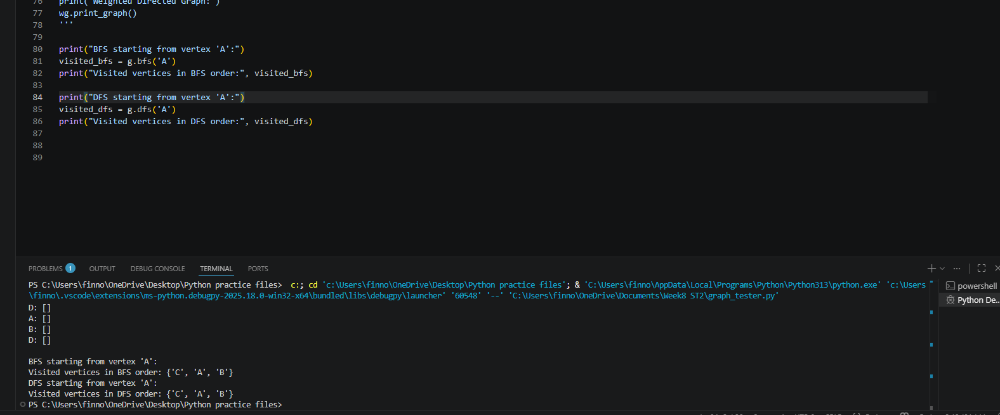 76 print("Weighted Directed Graph:")
77 wg.print_graph()
78 '''
79
80 print("BFS starting from vertex 'A':")
81 visited_bfs = g.bfs('A')
82 print("Visited vertices in BFS order:", visited_bfs)
83
84 print("DFS starting from vertex 'A':")
85 visited_dfs = g.dfs('A')
86 print("Visited vertices in DFS order:", visited_dfs)
87
88
89
PROBLEMS 1 OUTPUT DEBUG CONSOLE TERMINAL PORTS
PS C:\Users\finno\OneDrive\Desktop\Python practice files>  c:; cd 'c:\Users\finno\OneDrive\Desktop\Python practice files'; & 'C:\Users\finno\AppData\Local\Programs\Python\Python313\python.exe' 'c:\Users
\finno\.vscode\extensions\ms-python.debugpy-2025.18.0-win32-x64\bundled\libs\debugpy\launcher' '60548' '--' 'C:\Users\finno\OneDrive\Documents\Week8 ST2\graph_tester.py'
D: []
A: []
B: []
D: []
BFS starting from vertex 'A':
Visited vertices in BFS order: {'C', 'A', 'B'}
DFS starting from vertex 'A':
Visited vertices in DFS order: {'C', 'A', 'B'}
PS C:\Users\finno\OneDrive\Desktop\Python practice files>
powershell
Python De...